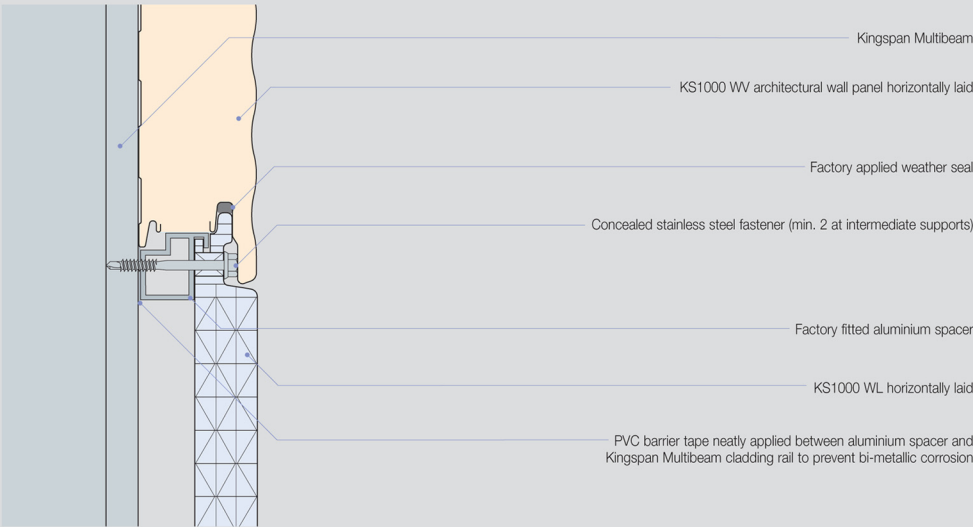 Kingspan Multibeam
KS1000 WV architectural wall panel horizontally laid
Factory applied weather seal
Concealed stainless steel fastener (min. 2 at intermediate supports)
Factory fitted aluminium spacer
KS1000 WL horizontally laid
PVC barrier tape neatly applied between aluminium spacer and
Kingspan Multibeam cladding rail to prevent bi-metallic corrosion